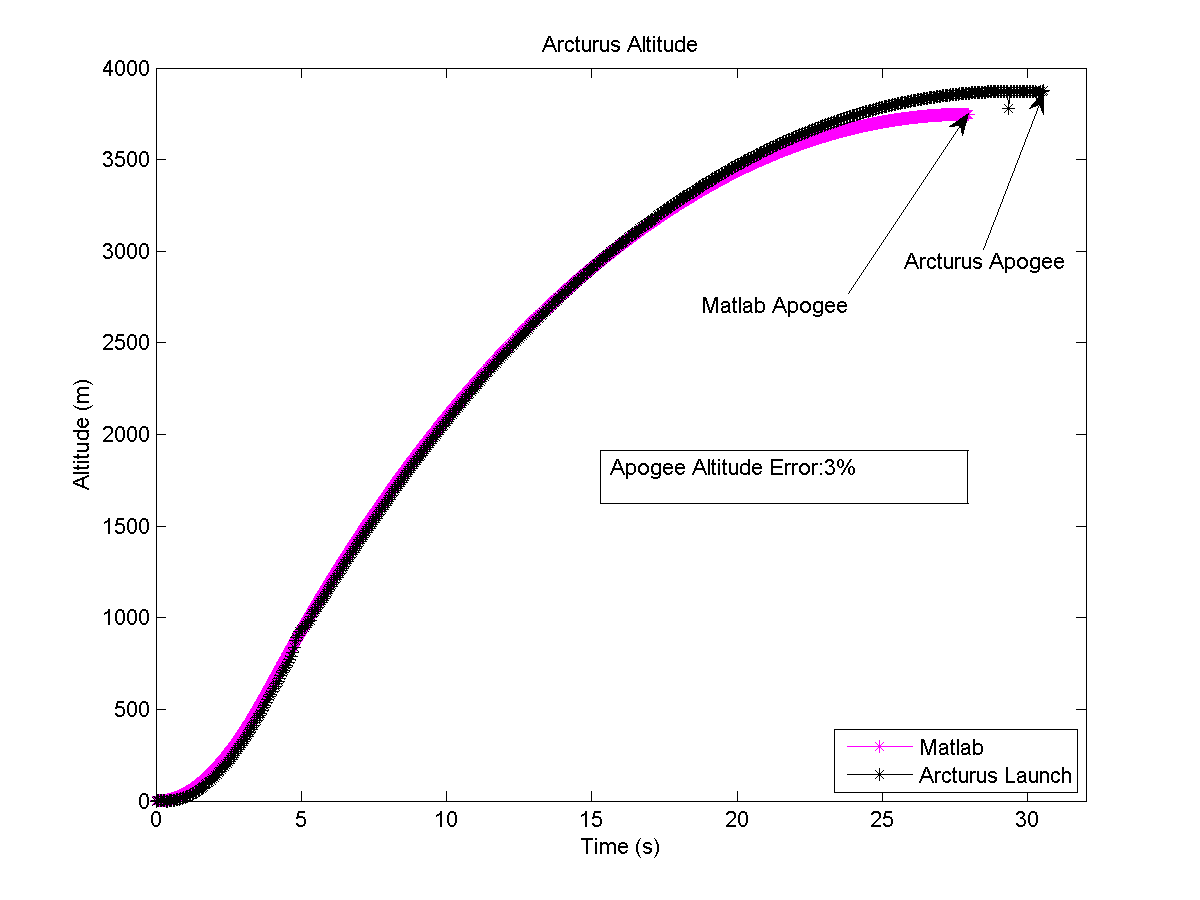 Arcturus Altitude
4000
3500
3000
2500
2000
1500
1000
500
0
Altitude (m)
Arcturus Apogee
Matlab Apogee
Apogee Altitude Error:3%
Matlab
Arcturus Launch
0 5 10 15 20 25 30
Time (s)